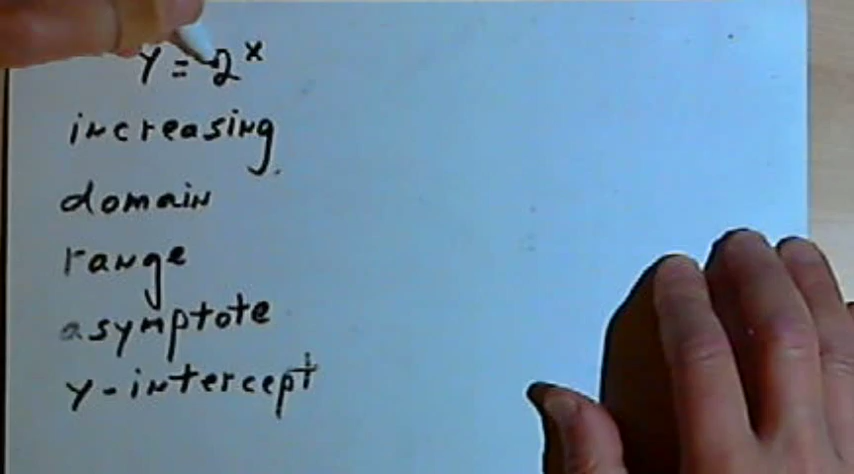 y = 2^x
increasing
domain
range
asymptote
y-intercept